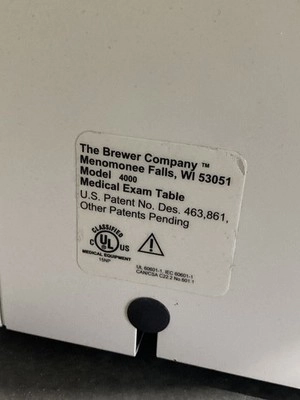 The Brewer Company ™
Menomonee Falls, WI 53051
Model 4000
Medical Exam Table
U.S. Patent No. Des. 463,861,
Other Patents Pending
CLASSIFIED
C UL US
MEDICAL EQUIPMENT
UL 60601-1, IEC 60601-1
CAN/CSA C22.2 No.601.1